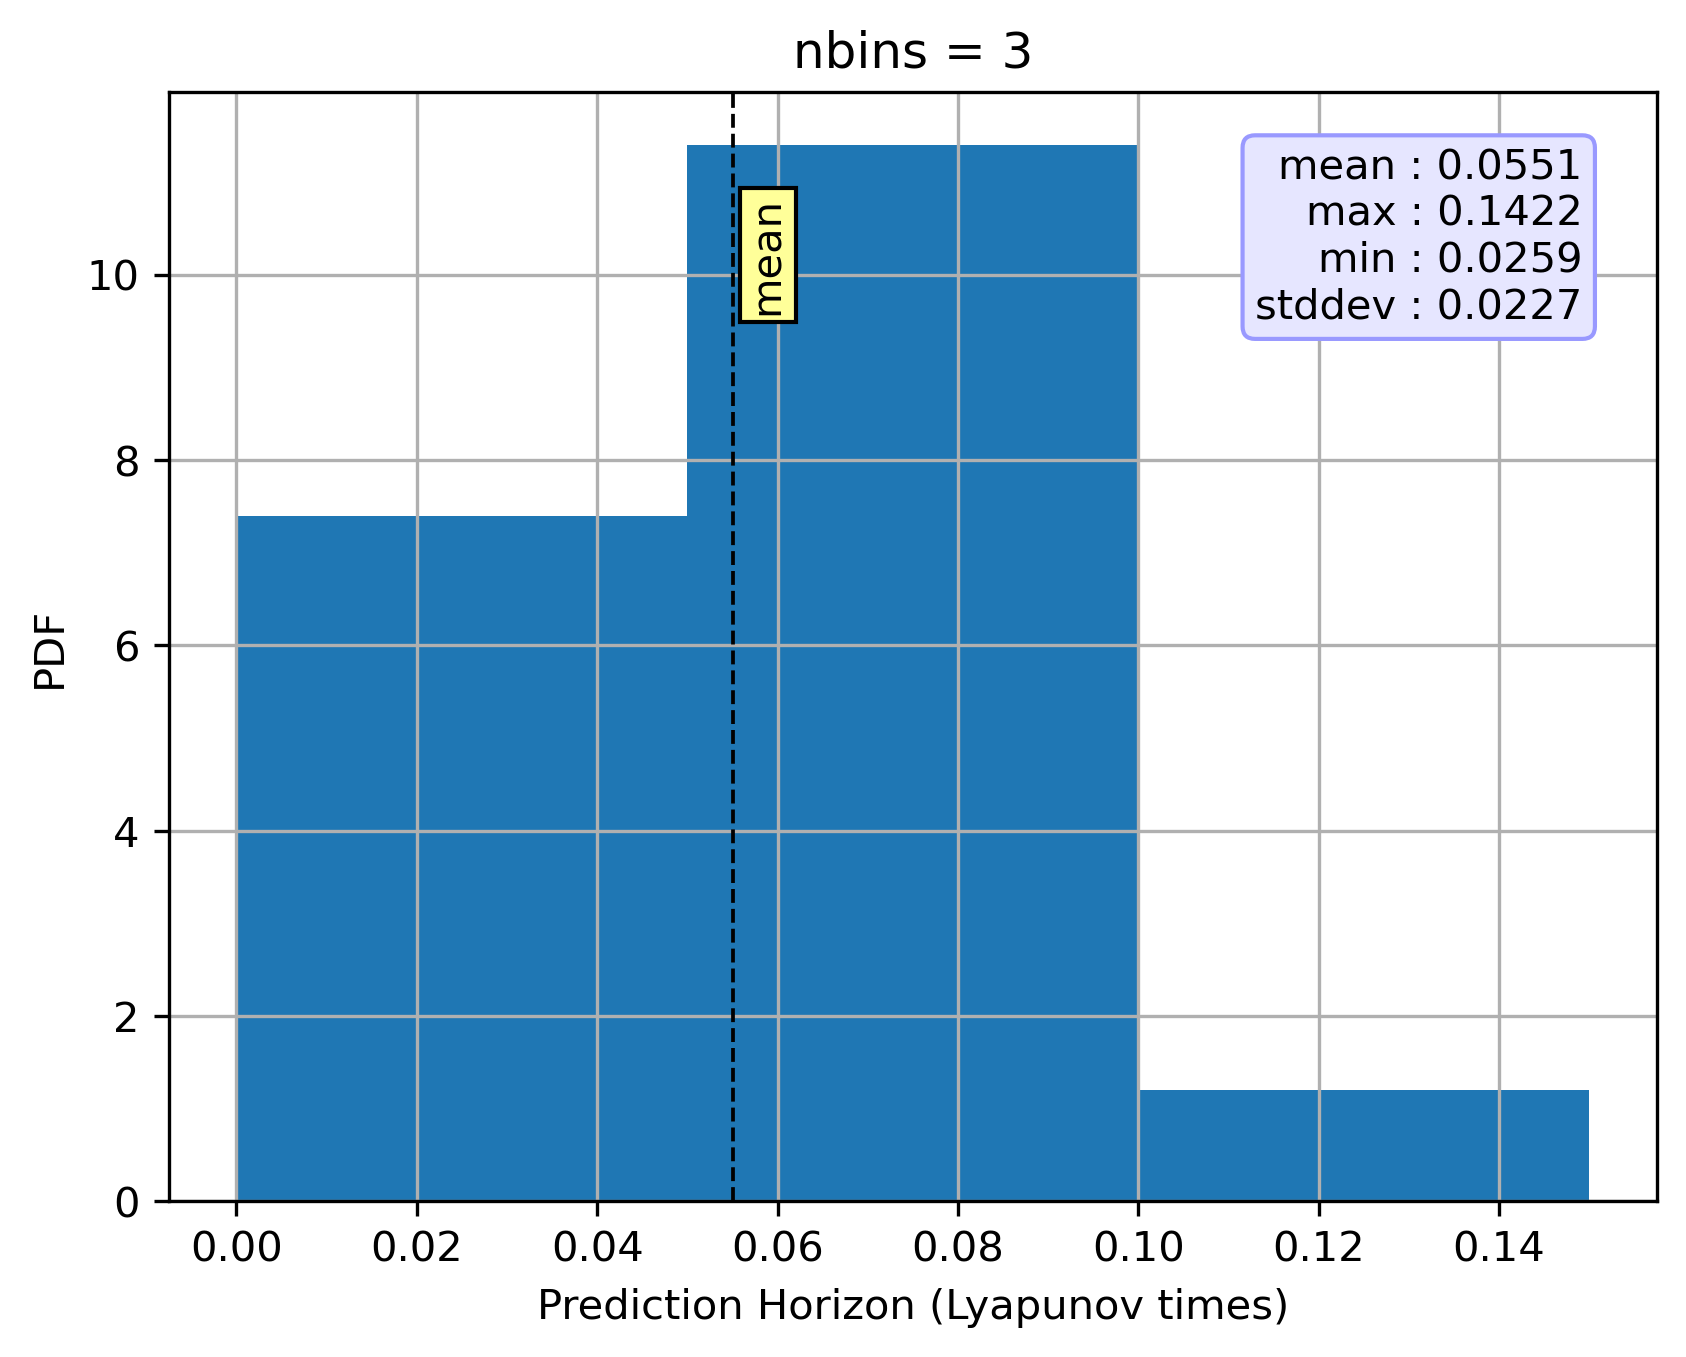 nbins = 3
mean : 0.0551
max : 0.1422
min : 0.0259
stddev : 0.0227
mean
PDF
10
8
6
4
2
0
0.00 0.02 0.04 0.06 0.08 0.10 0.12 0.14
Prediction Horizon (Lyapunov times)